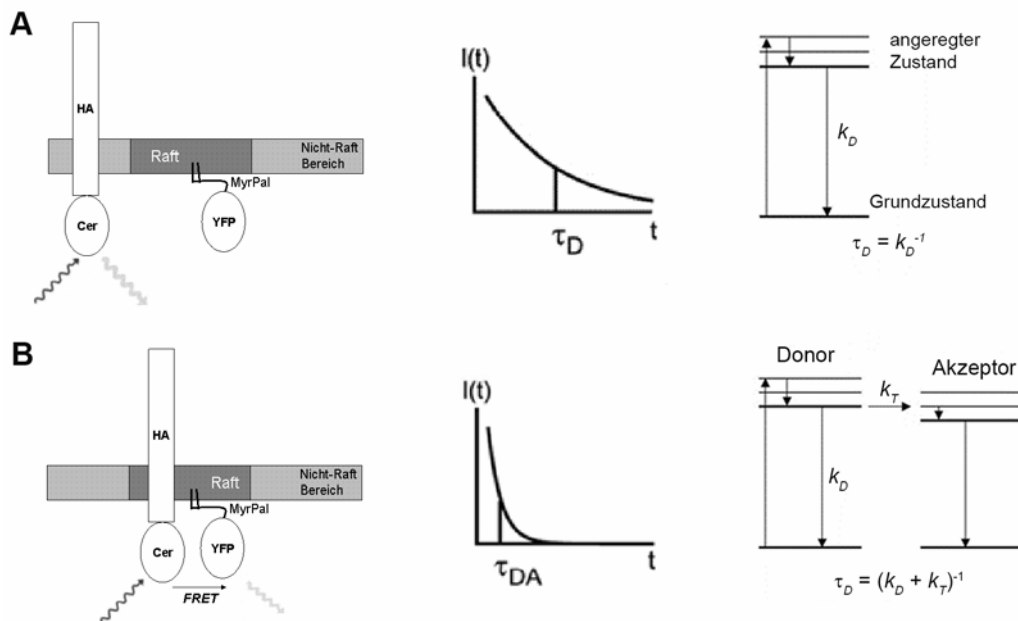 A
HA
Raft
Nicht-Raft
Bereich
MyrPal
Cer
YFP
I(t)
τD
t
angeregter
Zustand
kD
Grundzustand
τD = kD-1
B
HA
Raft
Nicht-Raft
Bereich
MyrPal
Cer
YFP
FRET
I(t)
τDA
t
Donor
Akzeptor
kT
kD
τD = (kD + kT)-1